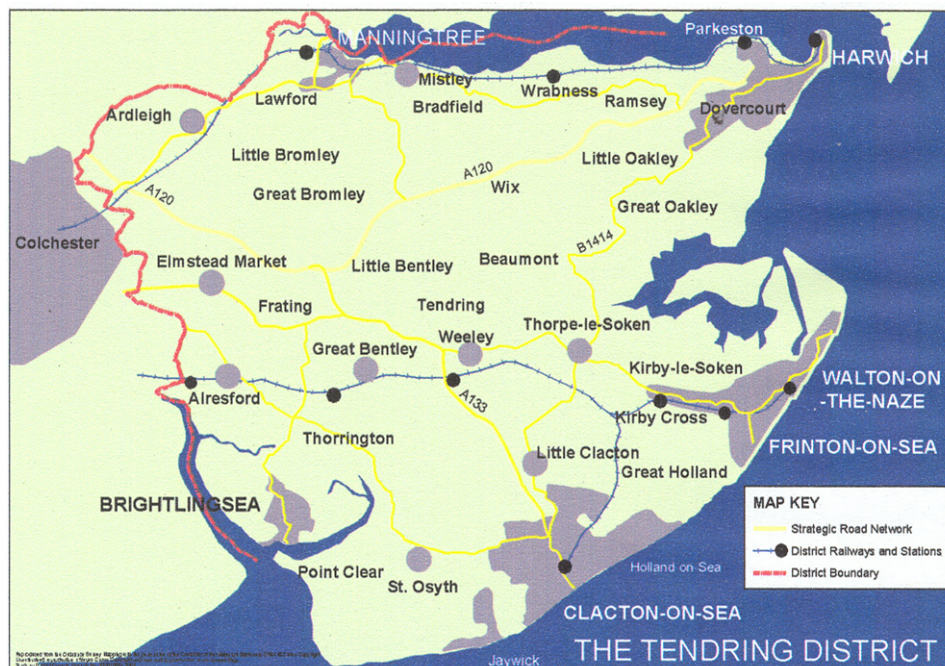 MANNINGTREE
Parkeston
HARWICH
Mistley
Wrabness
Lawford
Bradfield
Ramsey
Dovercourt
Ardleigh
Little Bromley
Little Oakley
A120
A120
Wix
Great Bromley
Great Oakley
Colchester
B1414
Elmstead Market
Little Bentley
Beaumont
Frating
Tendring
Thorpe-le-Soken
Weeley
Great Bentley
Kirby-le-Soken
WALTON-ON
-THE-NAZE
Alresford
A133
Kirby Cross
Thorrington
FRINTON-ON-SEA
Little Clacton
Great Holland
BRIGHTLINGSEA
MAP KEY
Strategic Road Network
District Railways and Stations
District Boundary
Holland on-Sea
Point Clear
St. Osyth
CLACTON-ON-SEA
THE TENDRING DISTRICT
Jaywick